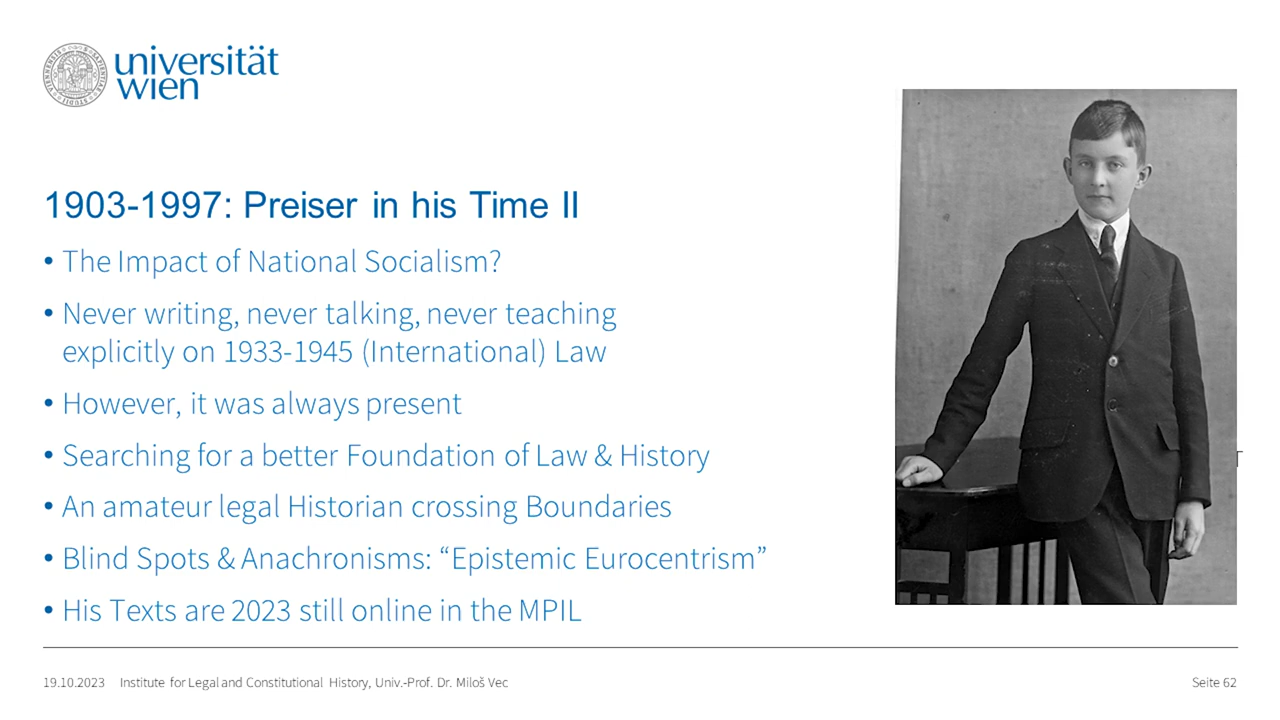 universität
wien
1903-1997: Preiser in his Time II
• The Impact of National Socialism?
• Never writing, never talking, never teaching
explicitly on 1933-1945 (International) Law
• However, it was always present
• Searching for a better Foundation of Law & History
• An amateur legal Historian crossing Boundaries
• Blind Spots & Anachronisms: “Epistemic Eurocentrism”
• His Texts are 2023 still online in the MPIL
T
19.10.2023 Institute for Legal and Constitutional History, Univ.-Prof. Dr. Miloš Vec
Seite 62